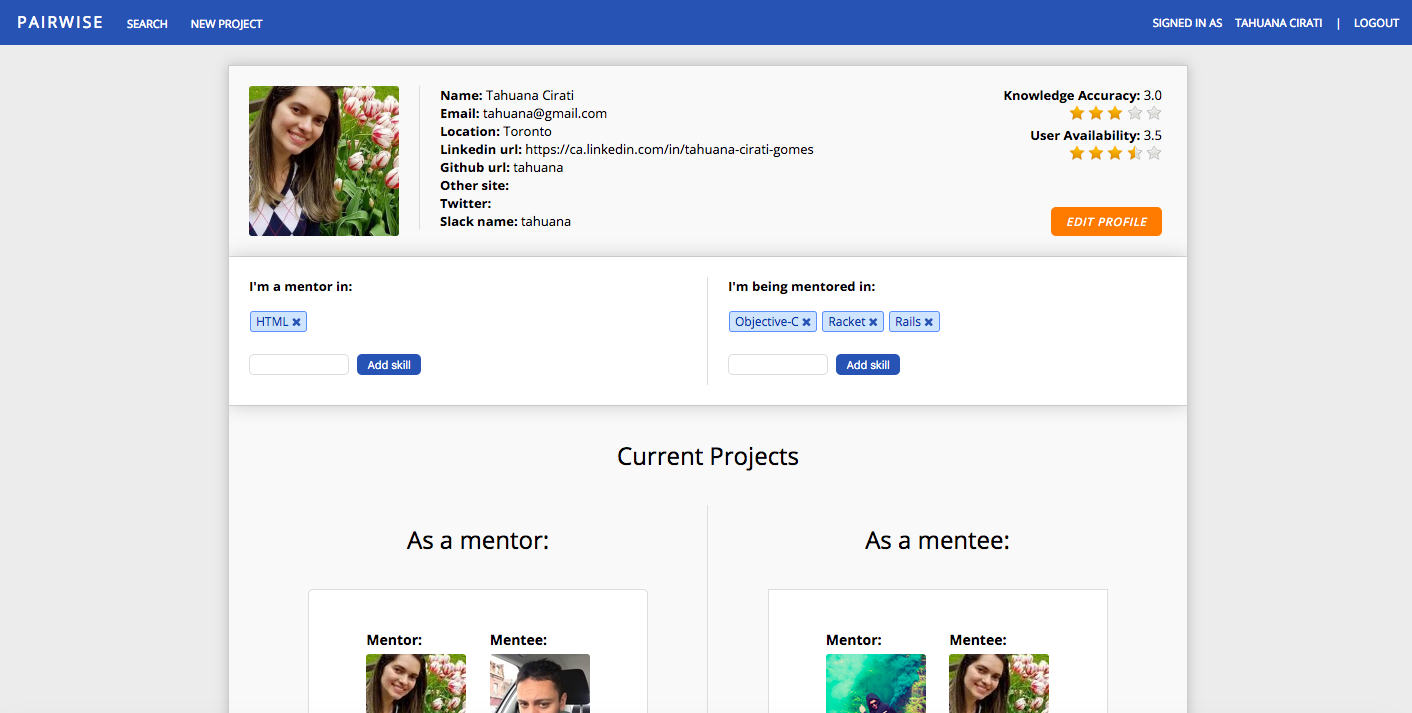 PAIRWISE SEARCH NEW PROJECT SIGNED IN AS TAHUANA CIRATI | LOGOUT
Name: Tahuana Cirati
Email: tahuana@gmail.com
Location: Toronto
Linkedin url: https://ca.linkedin.com/in/tahuana-cirati-gomes
Github url: tahuana
Other site:
Twitter:
Slack name: tahuana
Knowledge Accuracy: 3.0
User Availability: 3.5
EDIT PROFILE
I'm a mentor in:
HTML ✖
Add skill
I'm being mentored in:
Objective-C ✖ Racket ✖ Rails ✖
Add skill
Current Projects
As a mentor:
Mentor: Mentee:
As a mentee:
Mentor: Mentee: